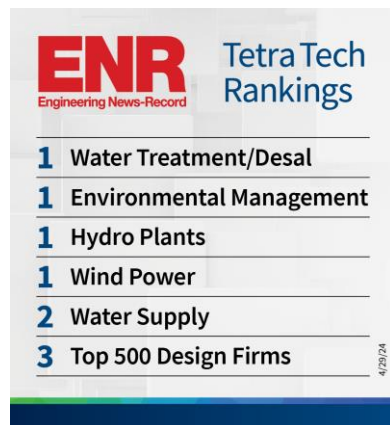 ENR
Engineering News-Record
Tetra Tech
Rankings
1 Water Treatment/Desal
1 Environmental Management
1 Hydro Plants
1 Wind Power
2 Water Supply
3 Top 500 Design Firms
4/29/24